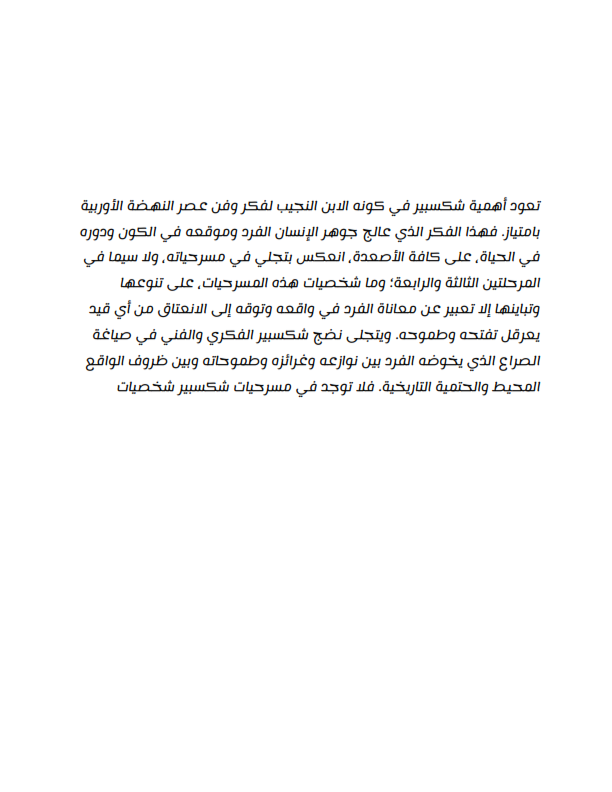 تعود أهمية شكسبير في كونه الابن النجيب لفكر وفن عصر النهضة الأوربية
بامتياز. فهذا الفكر الذي عالج جوهر الإنسان الفرد وموقعه في الكون ودوره
في الحياة، على كافة الأصعدة، انعكس بتجلي في مسرحياته، ولا سيما في
المرحلتين الثالثة والرابعة؛ وما شخصيات هذه المسرحيات، على تنوعها
وتباينها إلا تعبير عن معاناة الفرد في واقعه وتوقه إلى الانعتاق من أي قيد
يعرقل تفتحه وطموحه. ويتجلى نضج شكسبير الفكري والفني في صياغة
الصراع الذي يخوضه الفرد بين نوازعه وغرائزه وطموحاته وبين ظروف الواقع
المحيط والحتمية التاريخية. فلا توجد في مسرحيات شكسبير شخصيات